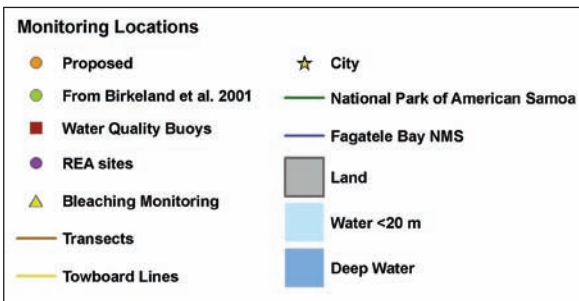 Monitoring Locations
Proposed
From Birkeland et al. 2001
Water Quality Buoys
REA sites
Bleaching Monitoring
Transects
Towboard Lines
City
National Park of American Samoa
Fagatele Bay NMS
Land
Water <20 m
Deep Water